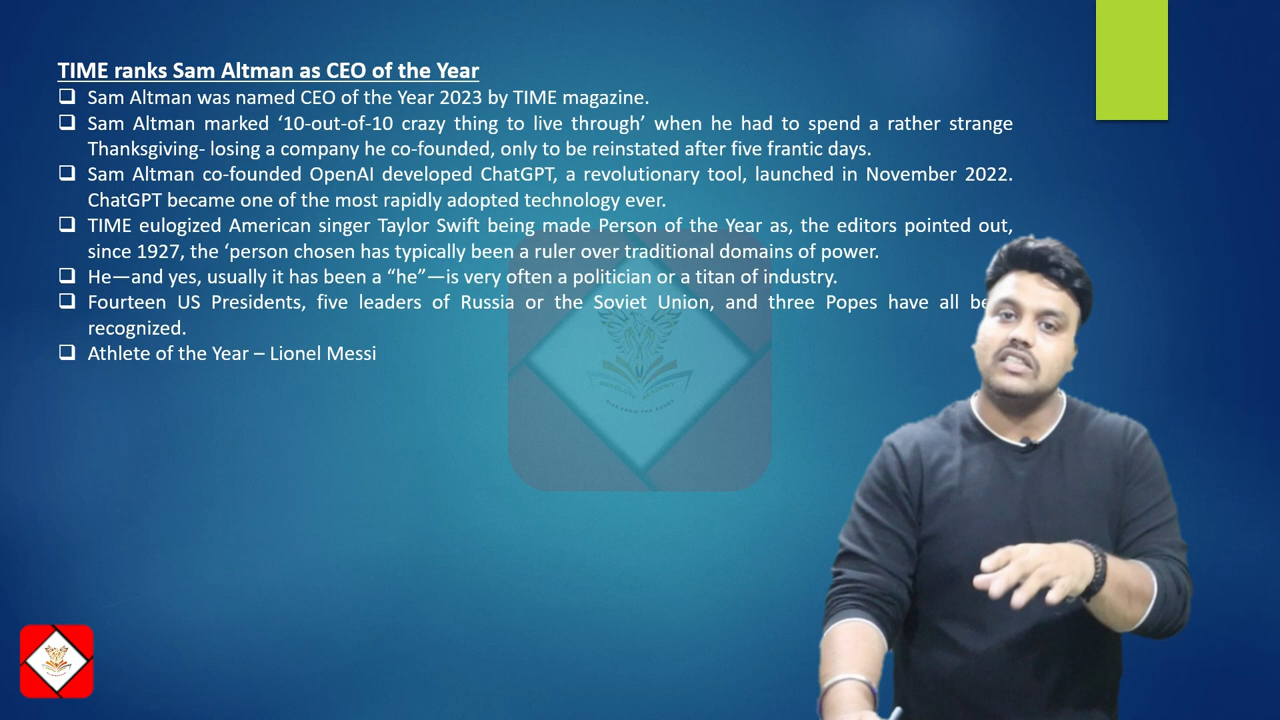 TIME ranks Sam Altman as CEO of the Year
Sam Altman was named CEO of the Year 2023 by TIME magazine.
Sam Altman marked ‘10-out-of-10 crazy thing to live through’ when he had to spend a rather strange
Thanksgiving- losing a company he co-founded, only to be reinstated after five frantic days.
Sam Altman co-founded OpenAI developed ChatGPT, a revolutionary tool, launched in November 2022.
ChatGPT became one of the most rapidly adopted technology ever.
TIME eulogized American singer Taylor Swift being made Person of the Year as, the editors pointed out,
since 1927, the ‘person chosen has typically been a ruler over traditional domains of power.
He—and yes, usually it has been a “he”—is very often a politician or a titan of industry.
Fourteen US Presidents, five leaders of Russia or the Soviet Union, and three Popes have all
recognized.
Athlete of the Year – Lionel Messi